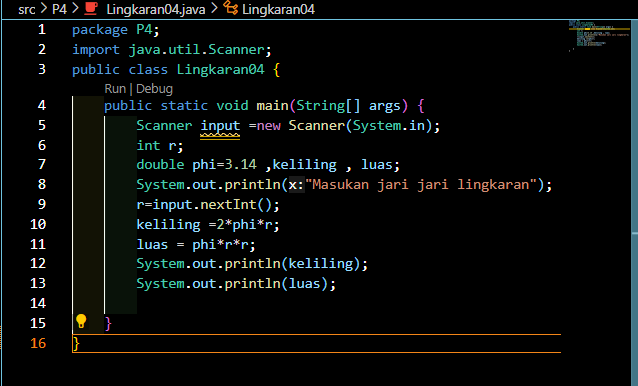 src > P4 > Lingkaran04.java > Lingkaran04
1 package P4;
2 import java.util.Scanner;
3 public class Lingkaran04 {
Run | Debug
4 public static void main(String[] args) {
5 Scanner input =new Scanner(System.in);
6 int r;
7 double phi=3.14 ,keliling , luas;
8 System.out.println(x:"Masukan jari jari lingkaran");
9 r=input.nextInt();
10 keliling =2*phi*r;
11 luas = phi*r*r;
12 System.out.println(keliling);
13 System.out.println(luas);
14
15 }
16 }